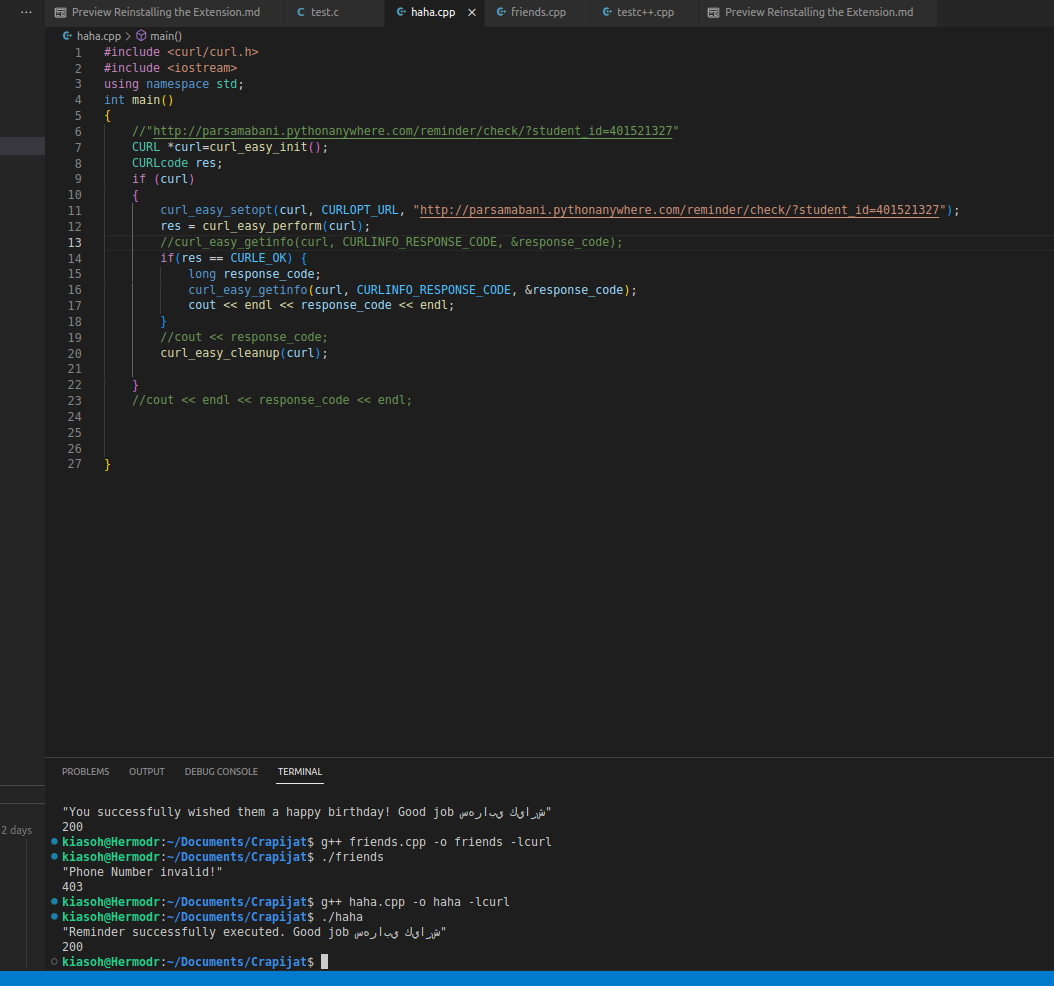 Preview Reinstalling the Extension.md test.c haha.cpp friends.cpp testc++.cpp Preview Reinstalling the Extension.md
haha.cpp > main()
1 #include <curl/curl.h>
2 #include <iostream>
3 using namespace std;
4 int main()
5 {
6 //"http://parsamabani.pythonanywhere.com/reminder/check/?student_id=401521327"
7 CURL *curl=curl_easy_init();
8 CURLcode res;
9 if (curl)
10 {
11 curl_easy_setopt(curl, CURLOPT_URL, "http://parsamabani.pythonanywhere.com/reminder/check/?student_id=401521327");
12 res = curl_easy_perform(curl);
13 //curl_easy_getinfo(curl, CURLINFO_RESPONSE_CODE, &response_code);
14 if(res == CURLE_OK) {
15 long response_code;
16 curl_easy_getinfo(curl, CURLINFO_RESPONSE_CODE, &response_code);
17 cout << endl << response_code << endl;
18 }
19 //cout << response_code;
20 curl_easy_cleanup(curl);
21
22 }
23 //cout << endl << response_code << endl;
24
25
26
27 }
PROBLEMS OUTPUT DEBUG CONSOLE TERMINAL
2 days
"You successfully wished them a happy birthday! Good job
200
kiasoh@Hermodr:~/Documents/Crapijat$ g++ friends.cpp -o friends -lcurl
kiasoh@Hermodr:~/Documents/Crapijat$ ./friends
"Phone Number invalid!"
403
kiasoh@Hermodr:~/Documents/Crapijat$ g++ haha.cpp -o haha -lcurl
kiasoh@Hermodr:~/Documents/Crapijat$ ./haha
"Reminder successfully executed. Good job
200
kiasoh@Hermodr:~/Documents/Crapijat$